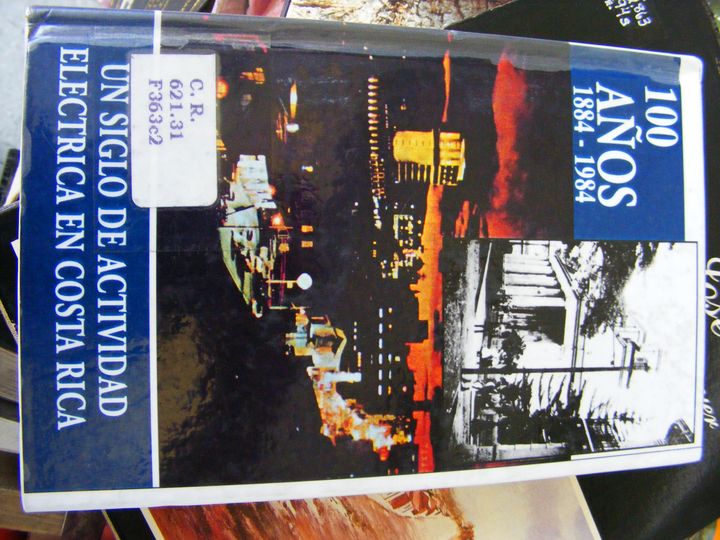 100
AÑOS
1884 - 1984
C. R.
621.31
F363c2
UN SIGLO DE ACTIVIDAD
ELECTRICA EN COSTA RICA